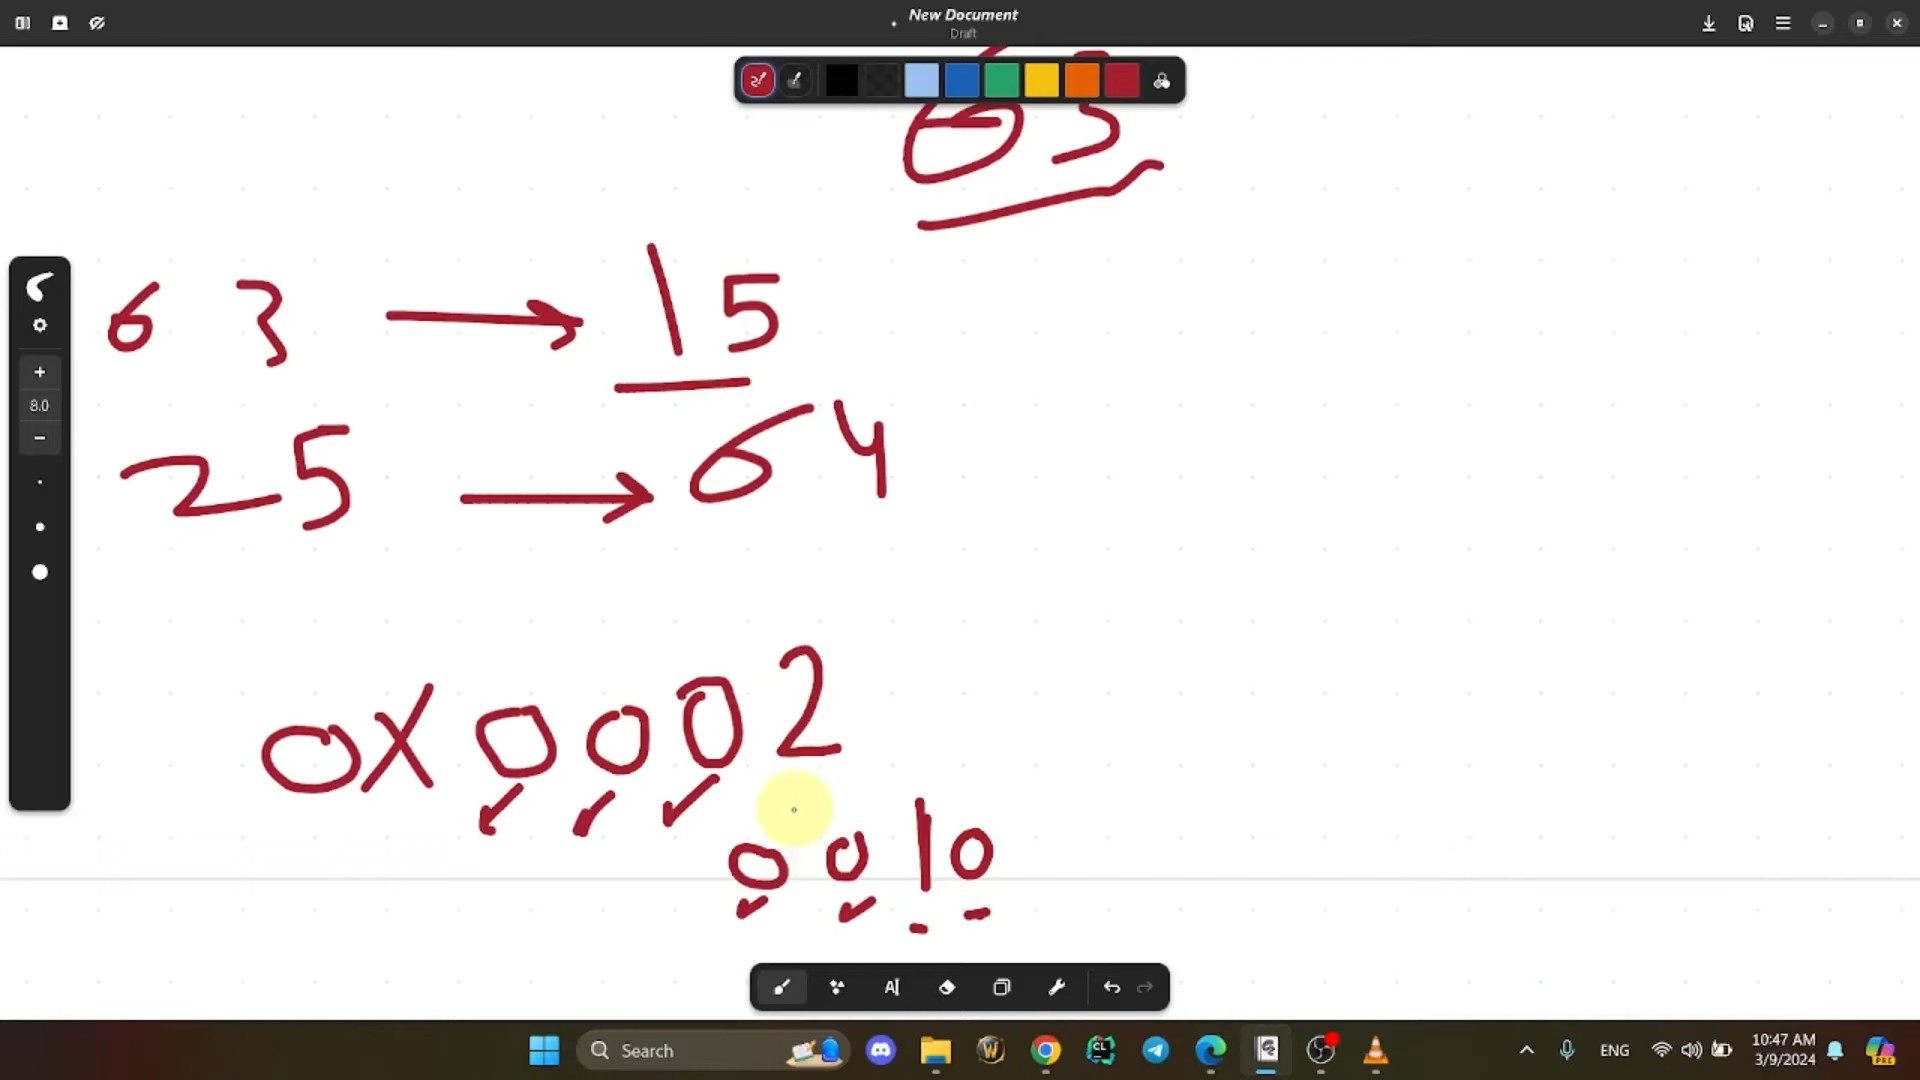 New Document
Draft
63
63 → 15
25 → 64
0X0002
0010
8.0
Search
ENG
10:47 AM
3/9/2024